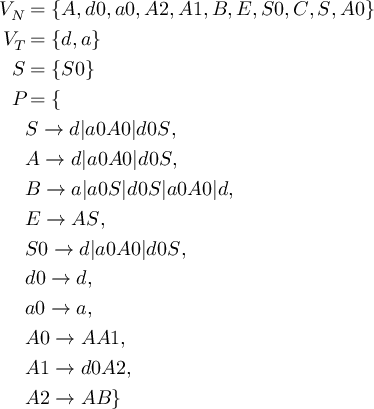 V_N = {A, d0, a0, A2, A1, B, E, S0, C, S, A0}
V_T = {d, a}
S = {S0}
P = {
S → d|a0A0|d0S,
A → d|a0A0|d0S,
B → a|a0S|d0S|a0A0|d,
E → AS,
S0 → d|a0A0|d0S,
d0 → d,
a0 → a,
A0 → AA1,
A1 → d0A2,
A2 → AB}